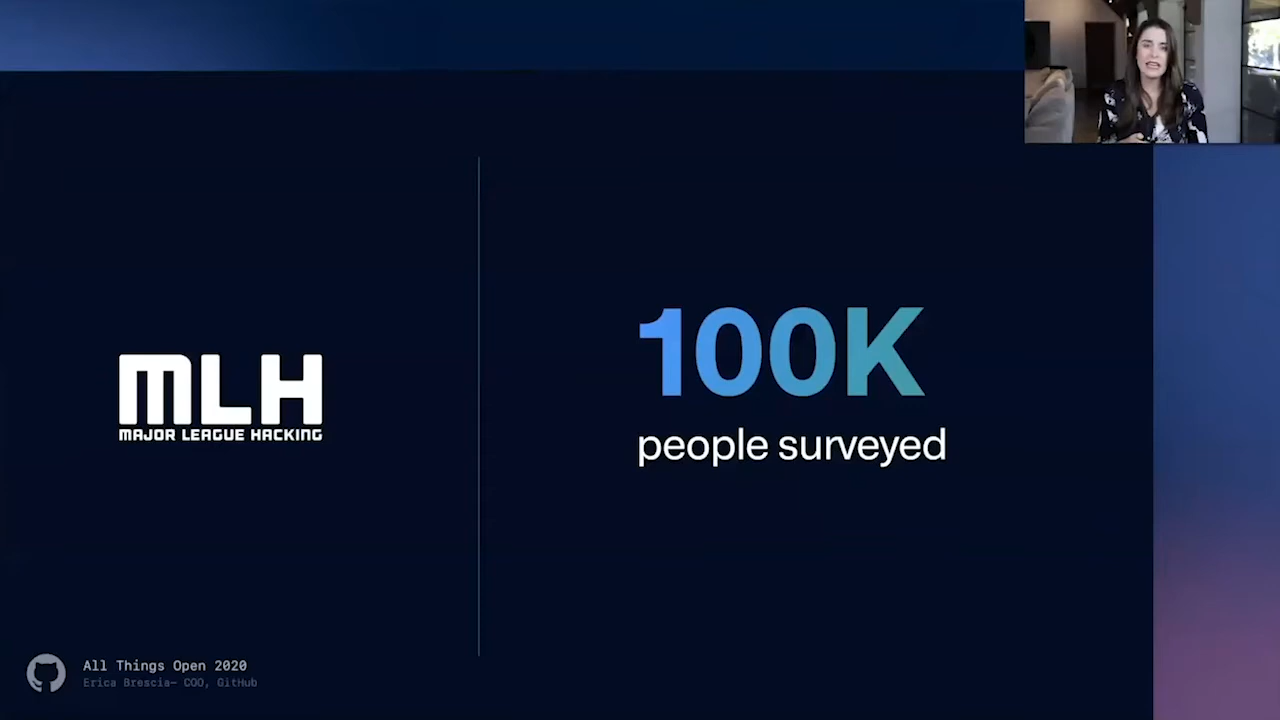 MLH
MAJOR LEAGUE HACKING
100K
people surveyed
All Things Open 2020
Erica Brescia– COO, GitHub